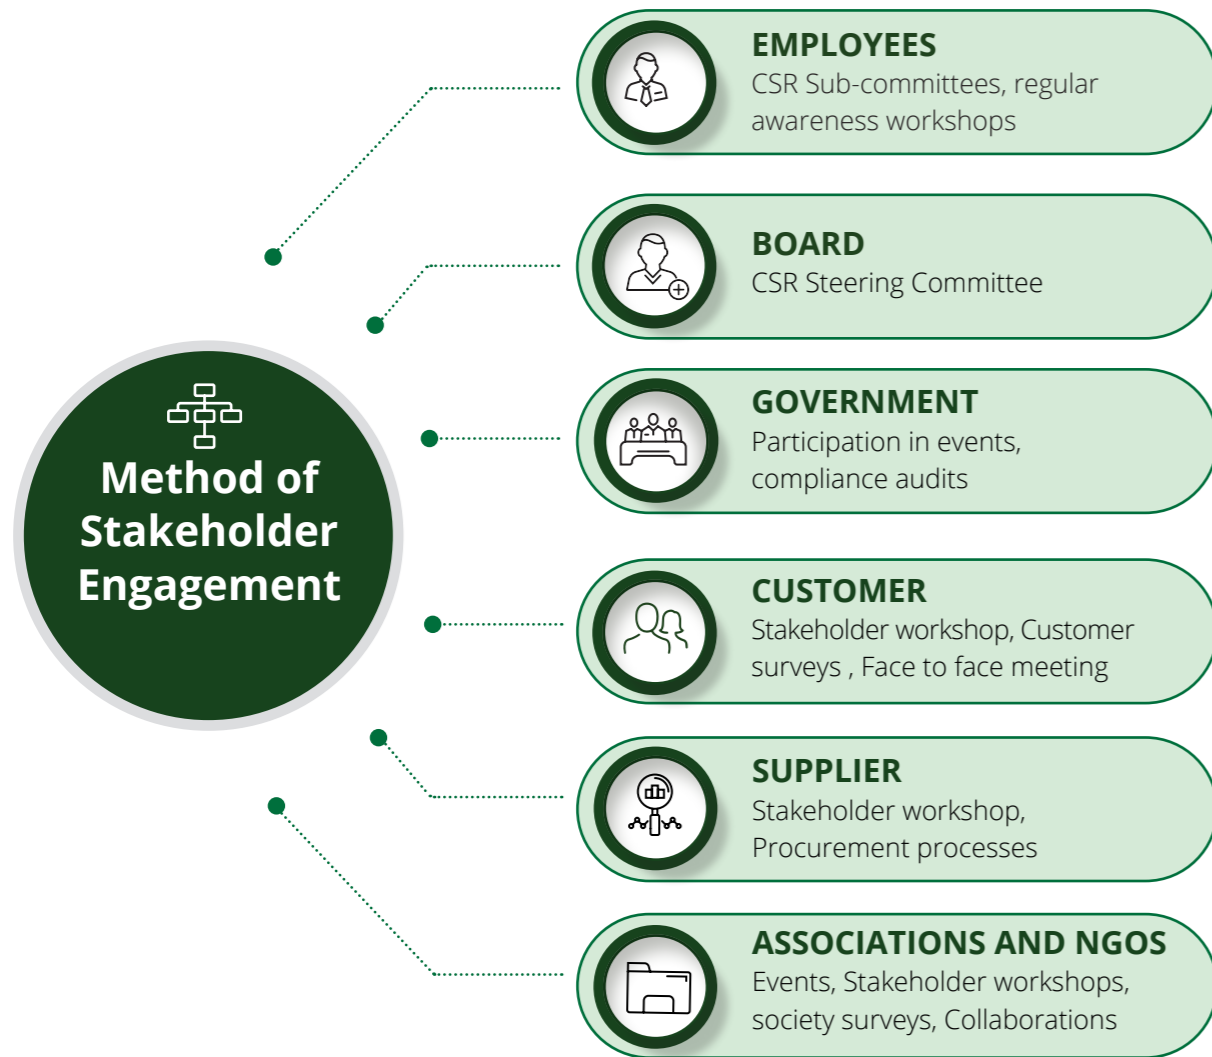 EMPLOYEES
CSR Sub-committees, regular
awareness workshops
BOARD
CSR Steering Committee
GOVERNMENT
Participation in events,
compliance audits
Method of
Stakeholder
Engagement
CUSTOMER
Stakeholder workshop, Customer
surveys , Face to face meeting
SUPPLIER
Stakeholder workshop,
Procurement processes
ASSOCIATIONS AND NGOS
Events, Stakeholder workshops,
society surveys, Collaborations